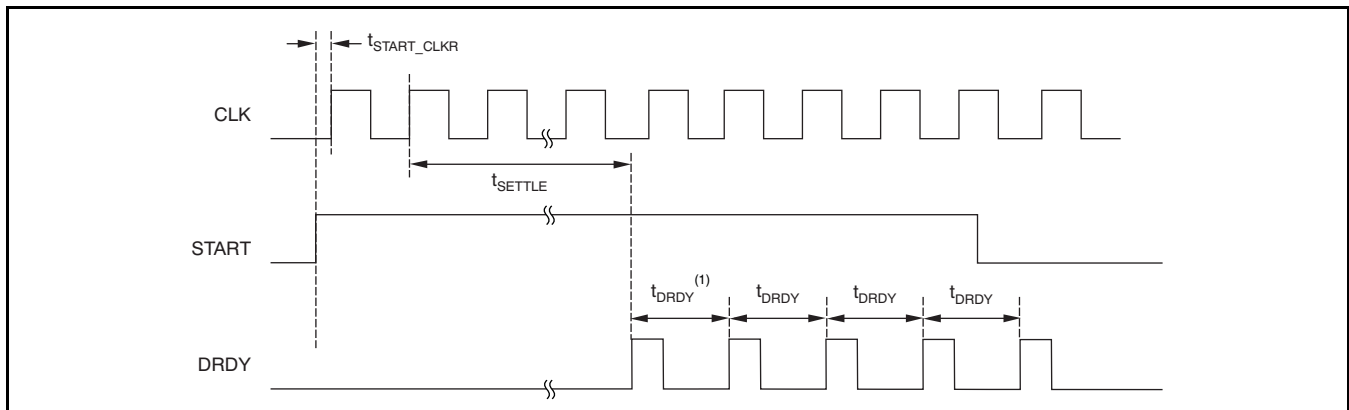 tSTART_CLKR
CLK
tSETTLE
START
tDRDY(1) tDRDY tDRDY tDRDY
DRDY